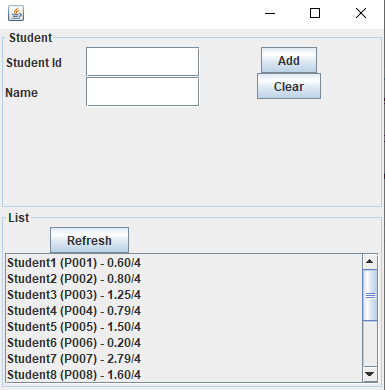 Student
Student Id
Add
Name
Clear
List
Refresh
Student1 (P001) - 0.60/4
Student2 (P002) - 0.80/4
Student3 (P003) - 1.25/4
Student4 (P004) - 0.79/4
Student5 (P005) - 1.50/4
Student6 (P006) - 0.20/4
Student7 (P007) - 2.79/4
Student8 (P008) - 1.60/4